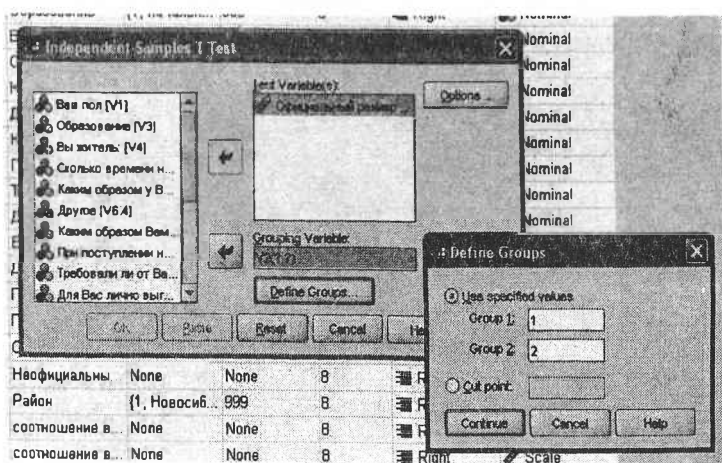 Right
Nominal
Independent-Samples T Test
Nominal
Nominal
Nominal
Nominal
Nominal
Nominal
Nominal
Nominal
Test Variable(s):
Официальный размер
Options...
Ваш пол [V1]
Образование [V3]
Вы житель: [V4]
Сколько времени н...
Каким образом у В...
Другое [V6.4]
Каким образом Вам...
При поступлении н...
Требовали ли от Ва...
Для Вас лично выг...
Grouping Variable:
Define Groups...
OK
Paste
Reset
Cancel
Define Groups
Use specified values
Group 1: 1
Group 2: 2
Cut point:
Continue
Cancel
Help
Неофициальны.. None None 8
Район {1, Новосиб... 999 8
соотношение в... None None 8
соотношение в... None None 8 Right Scale